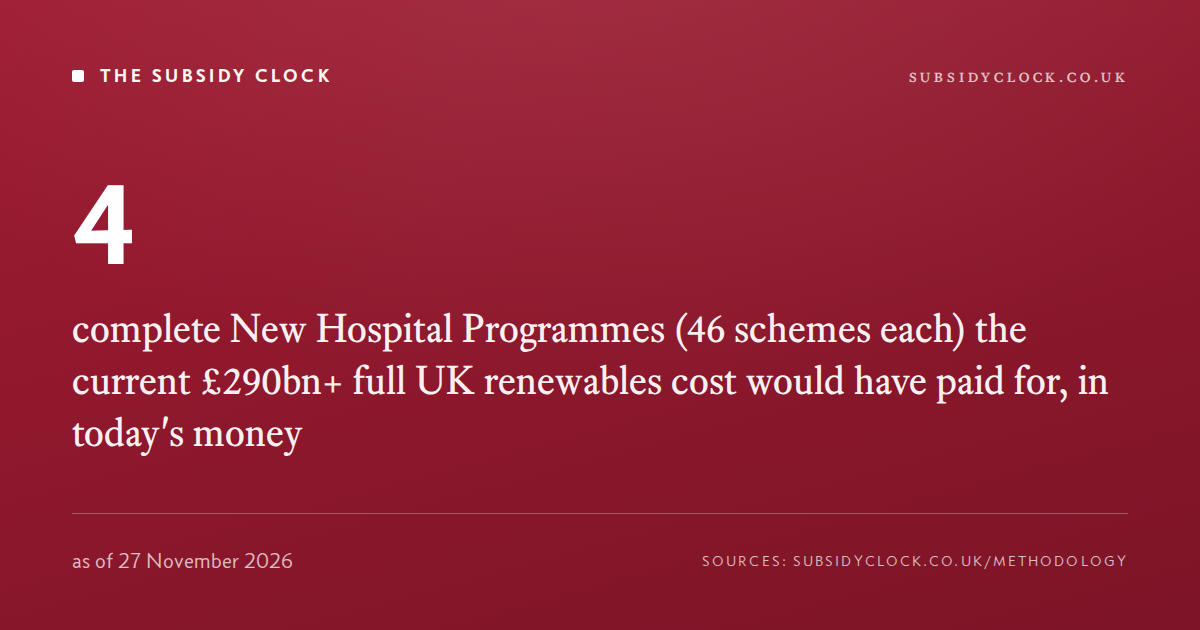 THE SUBSIDY CLOCK
SUBSIDYCLOCK.CO.UK
4
complete New Hospital Programmes (46 schemes each) the
current £290bn+ full UK renewables cost would have paid for, in
today's money
as of 27 November 2026
SOURCES: SUBSIDYCLOCK.CO.UK/METHODOLOGY